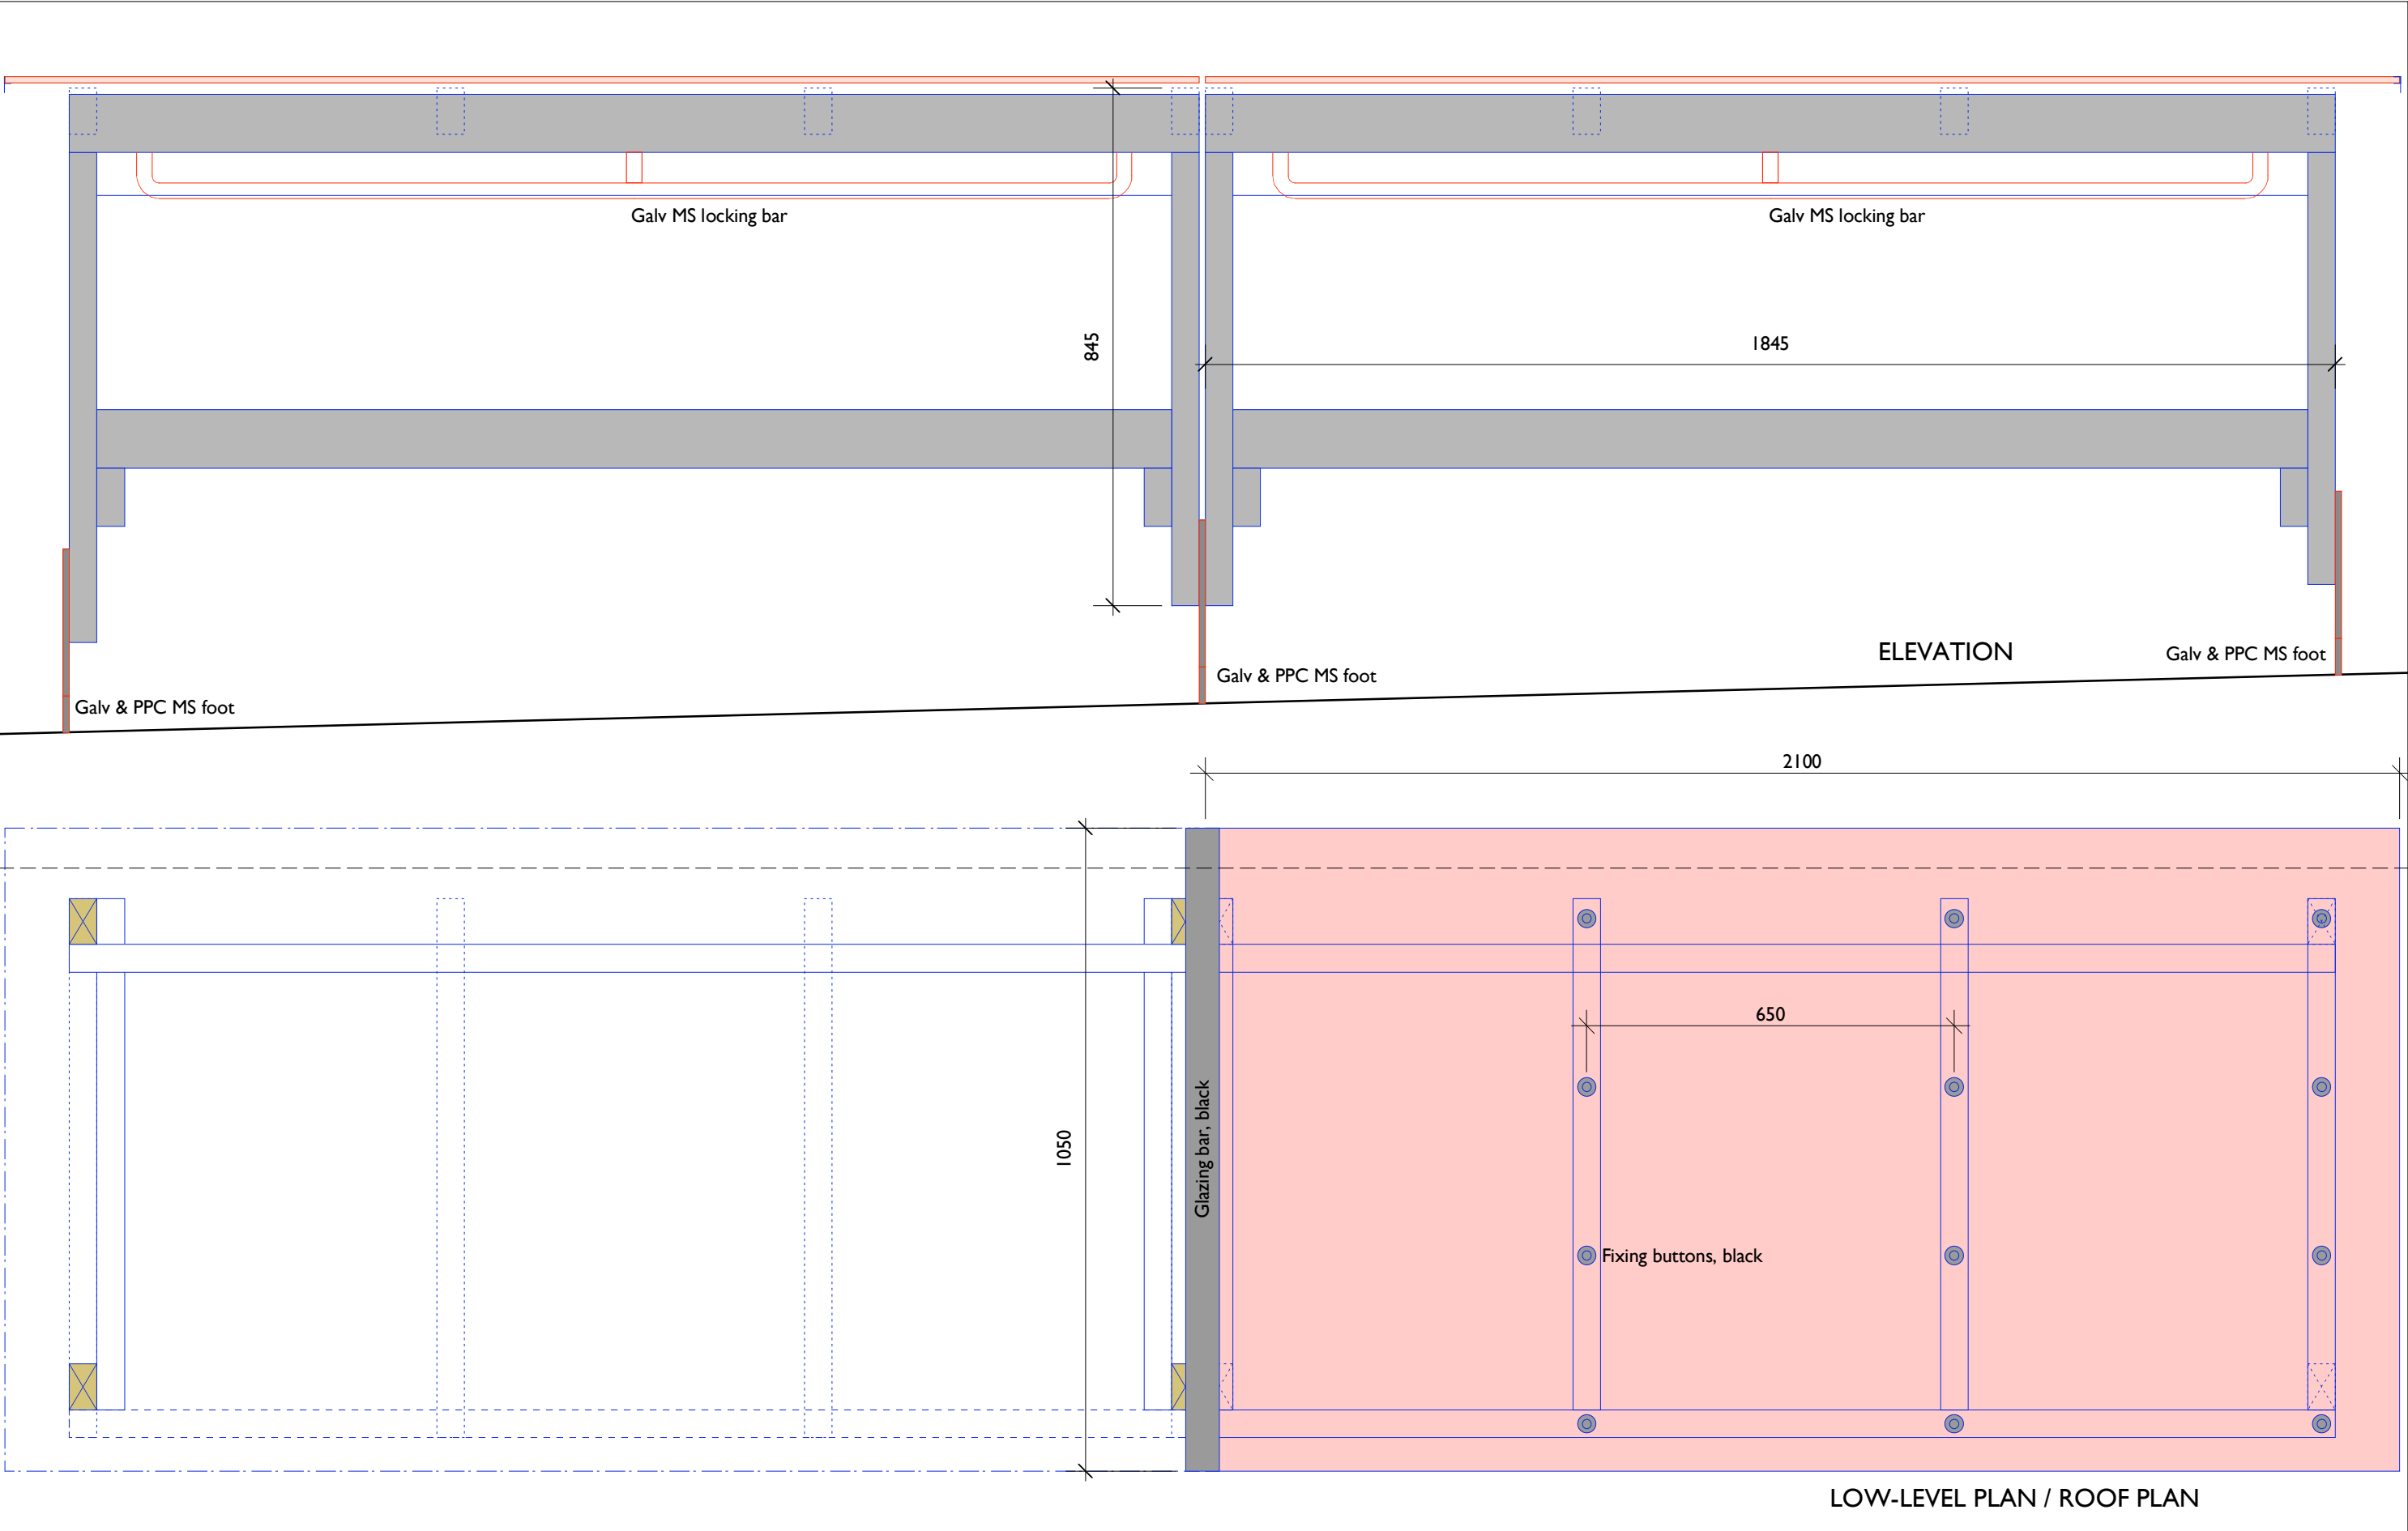 Galv MS locking bar
Galv MS locking bar
845
1845
ELEVATION
Galv & PPC MS foot
Galv & PPC MS foot
Galv & PPC MS foot
2100
650
1050
Glazing bar, black
Fixing buttons, black
LOW-LEVEL PLAN / ROOF PLAN